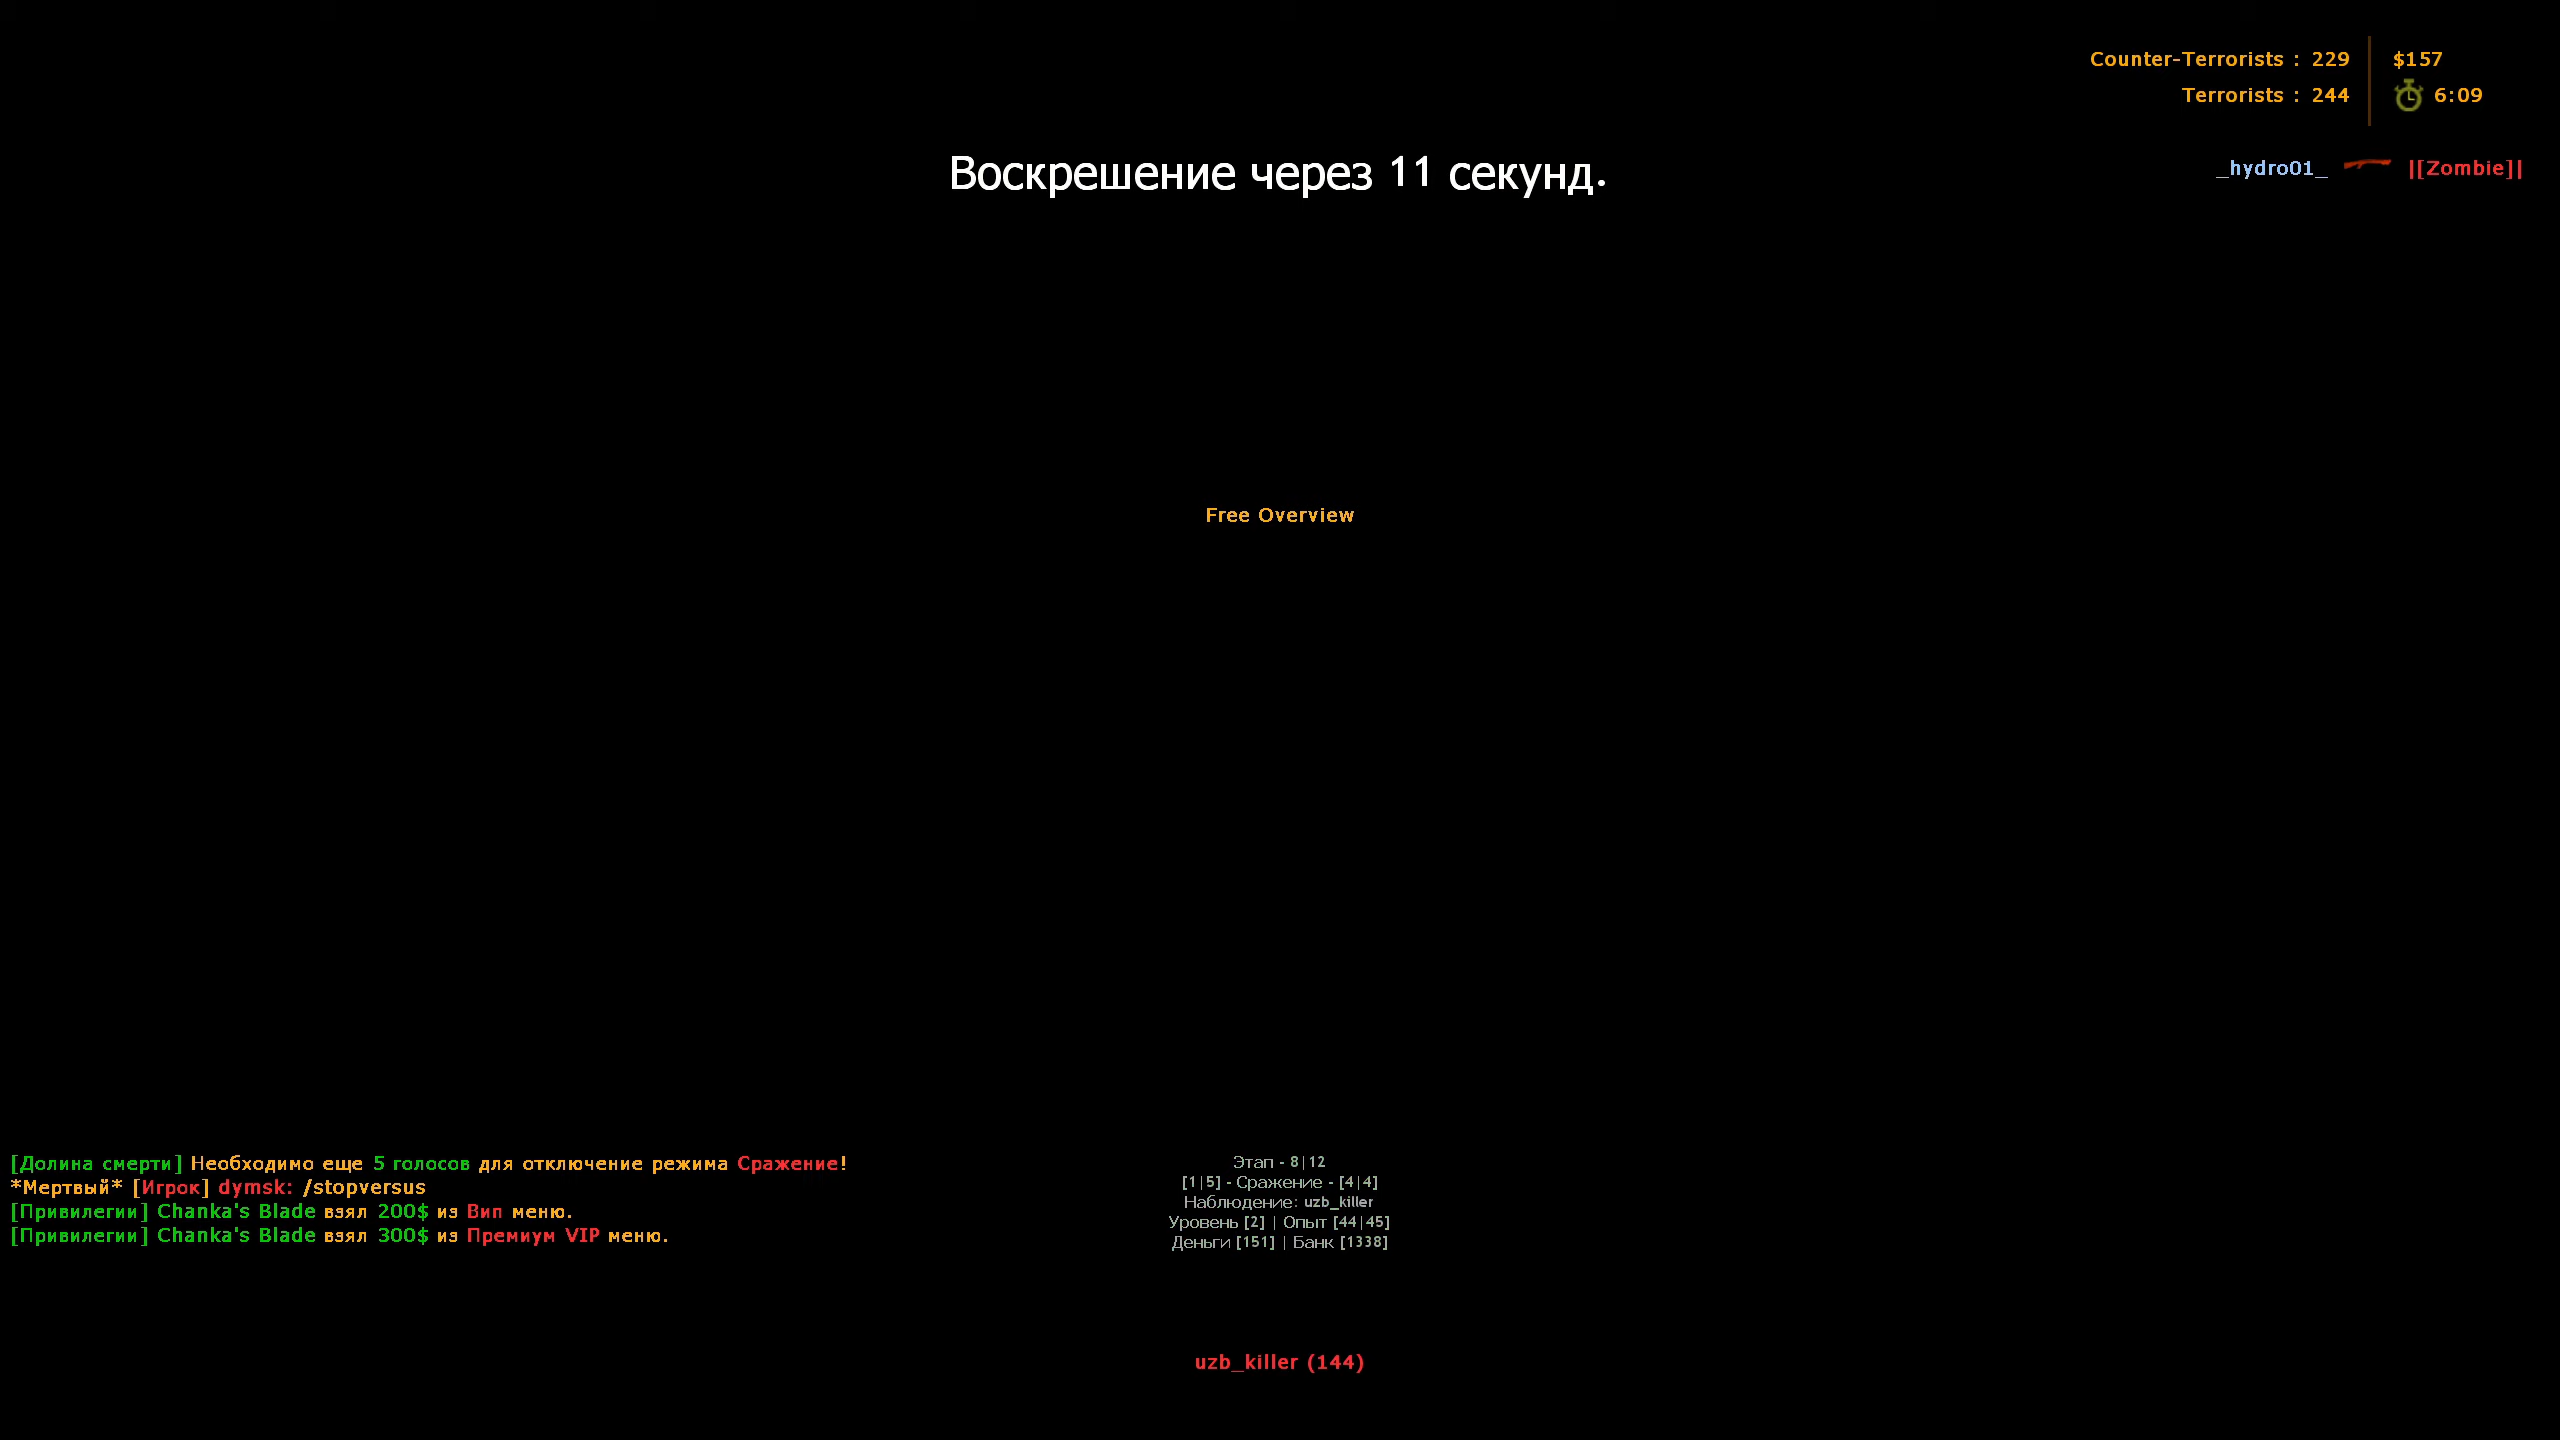 Counter-Terrorists : 229 $157
Terrorists : 244 6:09
_hydro01_ |[Zombie]|
Воскрешение через 11 секунд.
Free Overview
[Долина смерти] Необходимо еще 5 голосов для отключение режима Сражение!
*Мертвый* [Игрок] dymsk: /stopversus
[Привилегии] Chanka's Blade взял 200$ из Вип меню.
[Привилегии] Chanka's Blade взял 300$ из Премиум VIP меню.
Этап - 8|12
[1|5] - Сражение - [4|4]
Наблюдение: uzb_killer
Уровень [2] | Опыт [44|45]
Деньги [151] | Банк [1338]
uzb_killer (144)